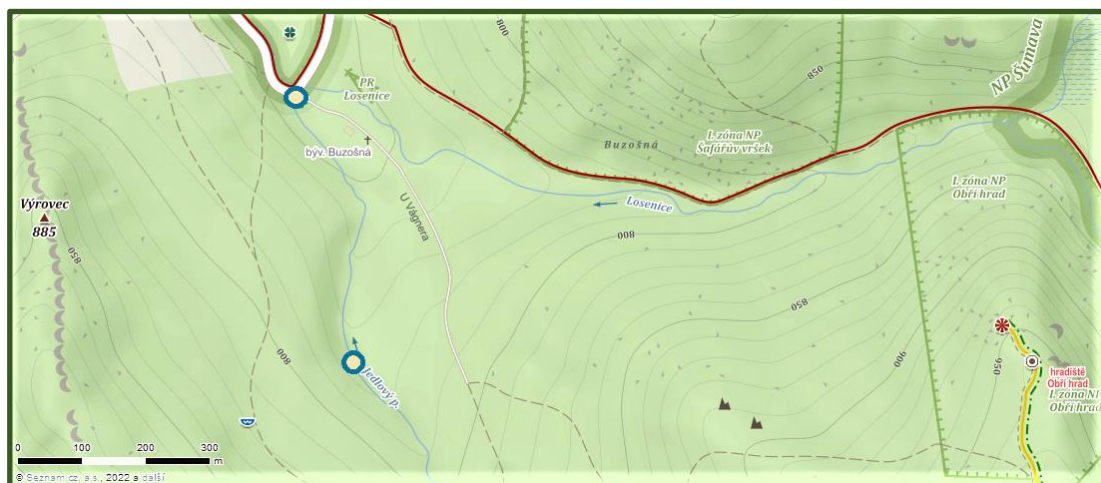 800
850
NP Šumava
PR
Losenice
Buzošná
I. zóna NP
Šafářův vršek
býv. Buzošná
U Vágnera
Losenice
I. zóna NP
Obří hrad
Výrovec
885
850
800
850
800
900
950
hradiště
Obří hrad
I. zóna NP
Obří hrad
Jedlový p.
0 100 200 300
m
© Seznam.cz, a.s., 2022 a další